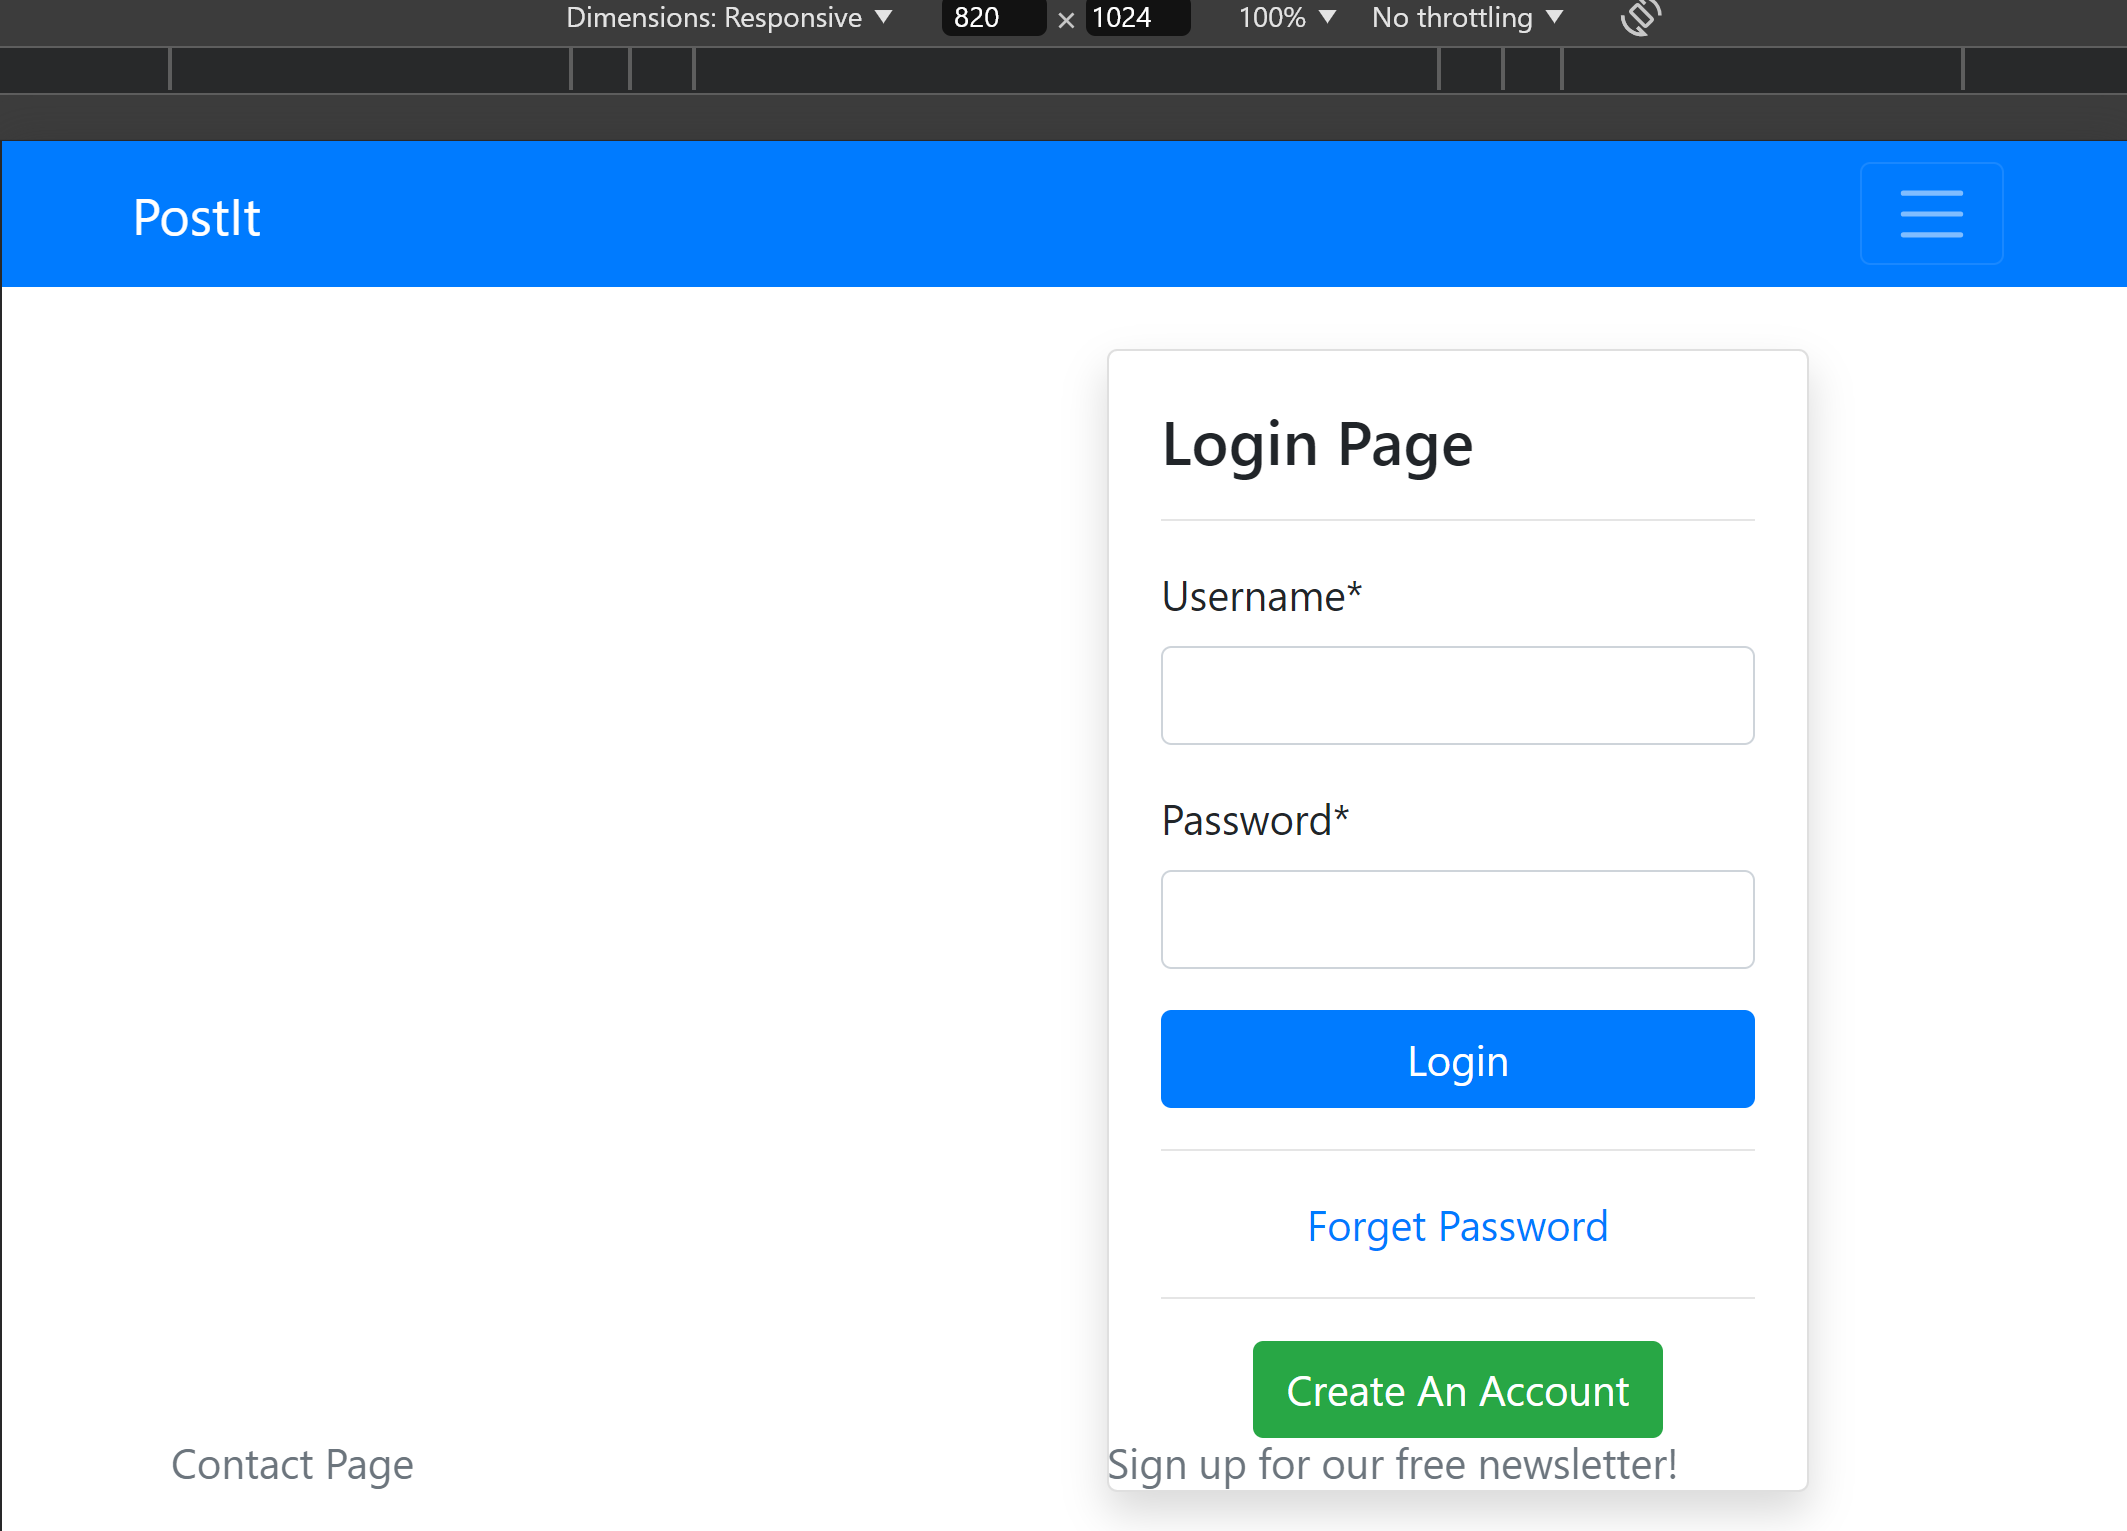 Dimensions: Responsive ▼ 820 × 1024 100% ▼ No throttling ▼
PostIt
Login Page
Username*
Password*
Login
Forget Password
Create An Account
Contact Page
Sign up for our free newsletter!